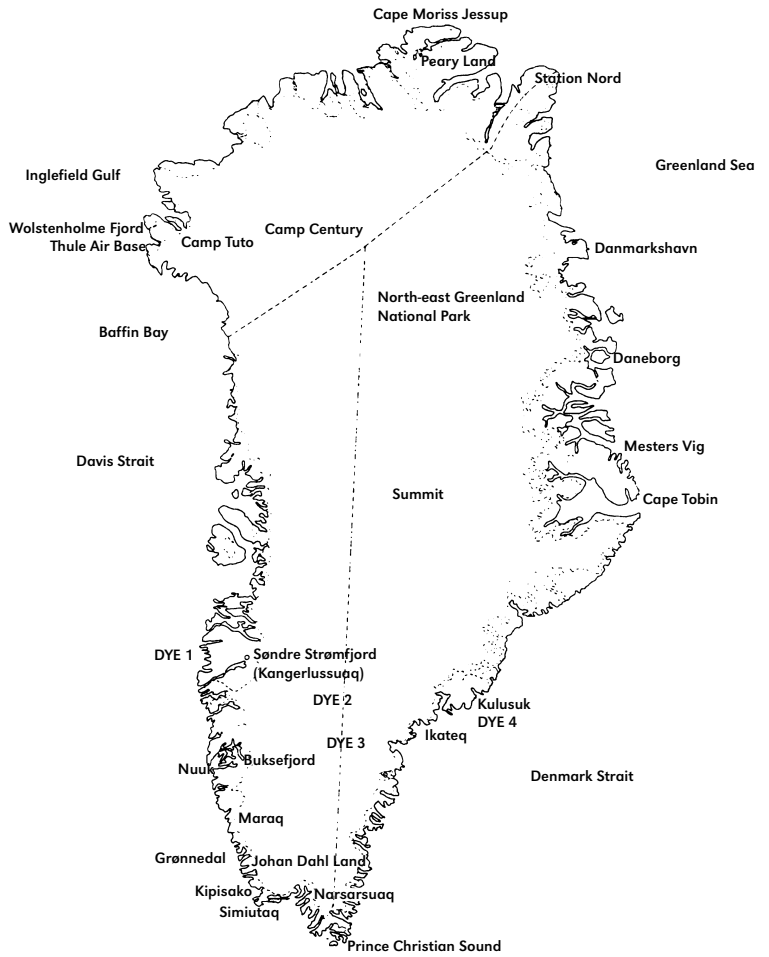 Cape Moriss Jessup
Peary Land
Station Nord
Greenland Sea
Inglefield Gulf
Wolstenholme Fjord
Thule Air Base
Camp Tuto
Camp Century
Danmarkshavn
North-east Greenland
National Park
Baffin Bay
Daneborg
Mesters Vig
Davis Strait
Summit
Cape Tobin
DYE 1
Søndre Strømfjord
(Kangerlussuaq)
DYE 2
Kulusuk
DYE 4
Ikateq
DYE 3
Buksefjord
Nuuk
Denmark Strait
Maraq
Grønnedal
Johan Dahl Land
Kipisako
Narsarsuaq
Simiutaq
Prince Christian Sound